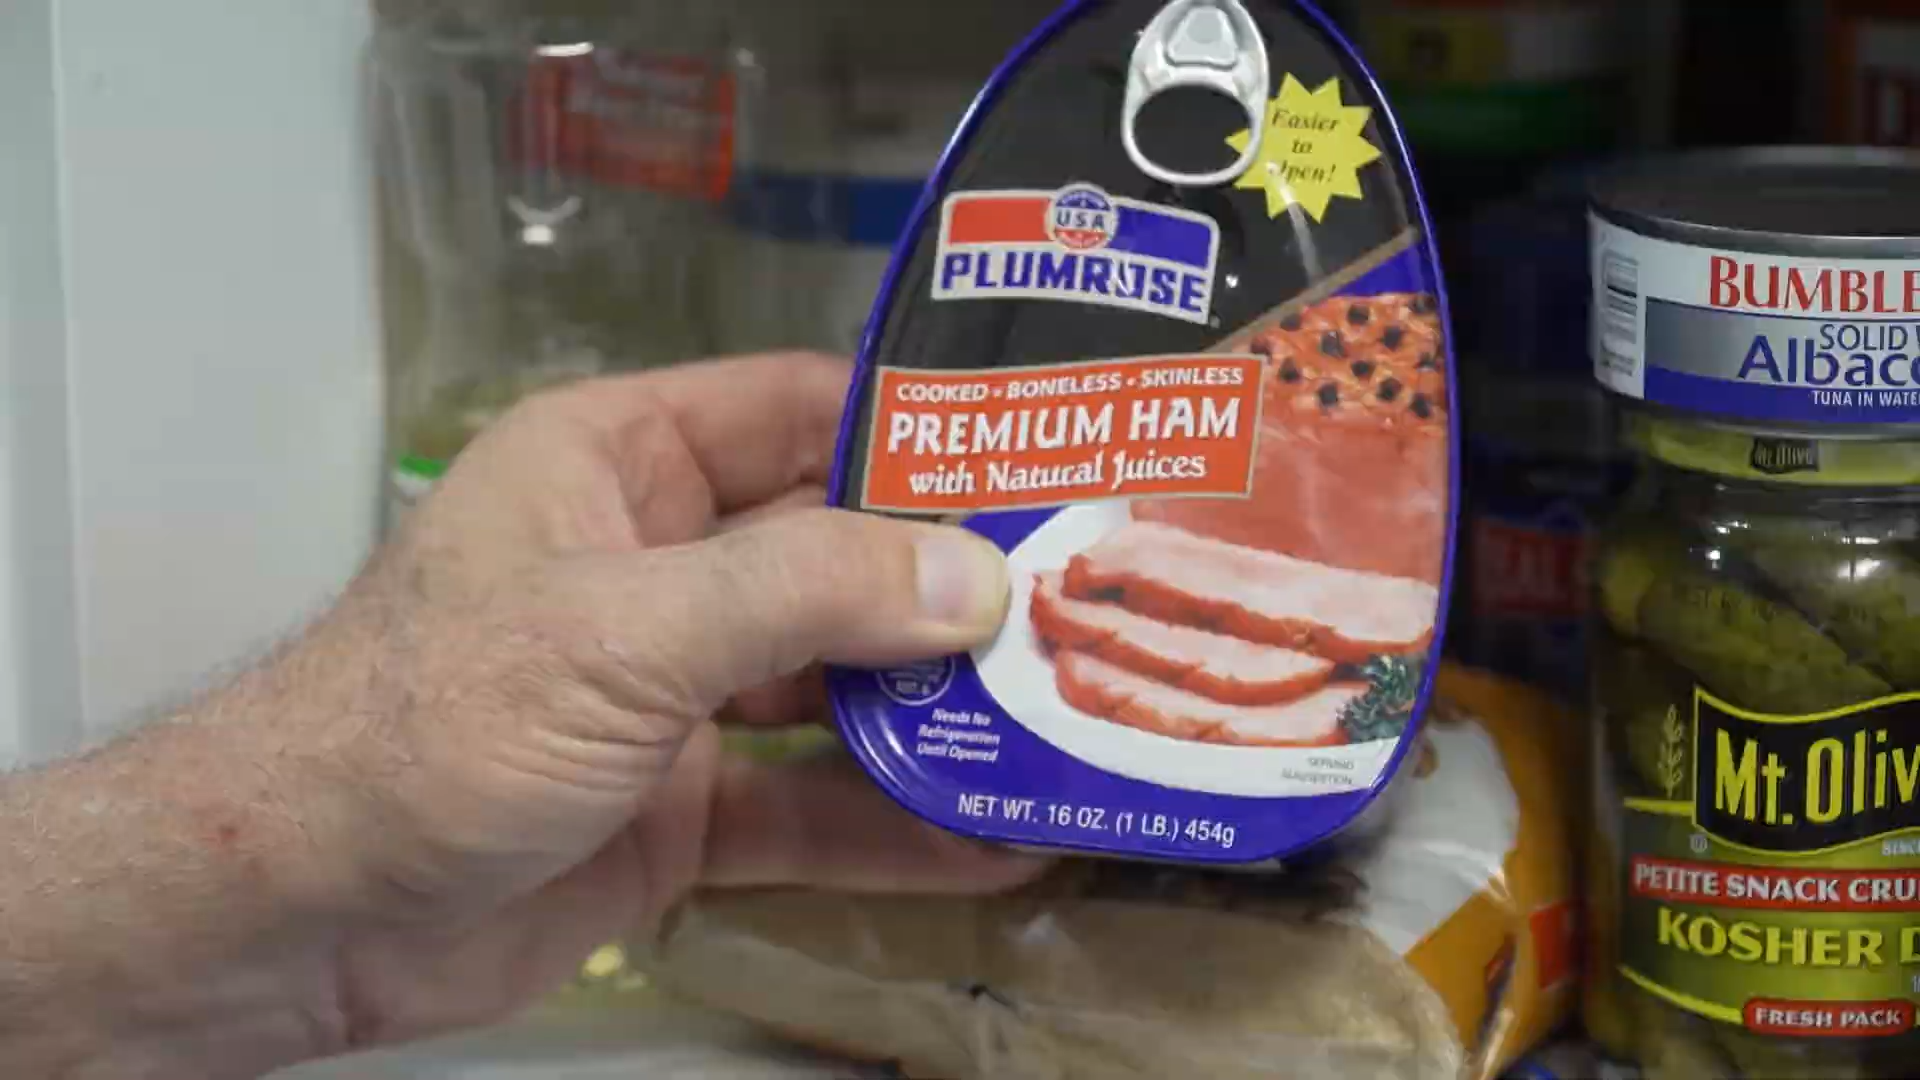 Easier
to
Open!
USA
PLUMROSE
COOKED • BONELESS • SKINLESS
PREMIUM HAM
with Natural Juices
Needs No
Refrigeration
Until Opened
SERVING
SUGGESTION
NET WT. 16 OZ. (1 LB.) 454g
BUMBLE
SOLID
Albac
TUNA IN WATE
Mt. Olive
Mt. Oliv
PETITE SNACK CRU
KOSHER D
FRESH PACK